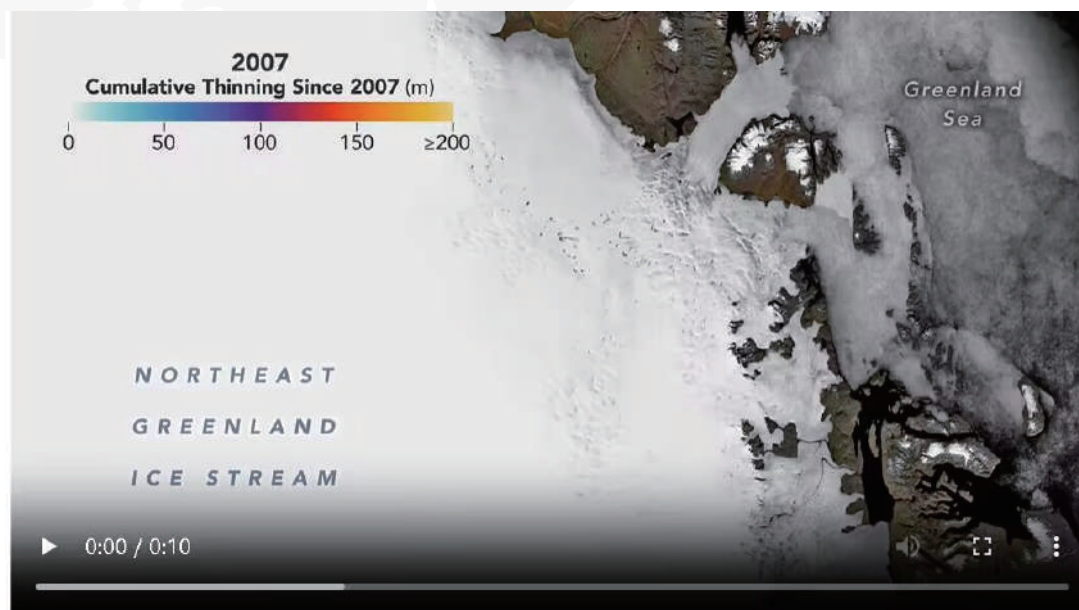 2007
Cumulative Thinning Since 2007 (m)
0 50 100 150 ≥200
Greenland
Sea
NORTHEAST
GREENLAND
ICE STREAM
0:00 / 0:10